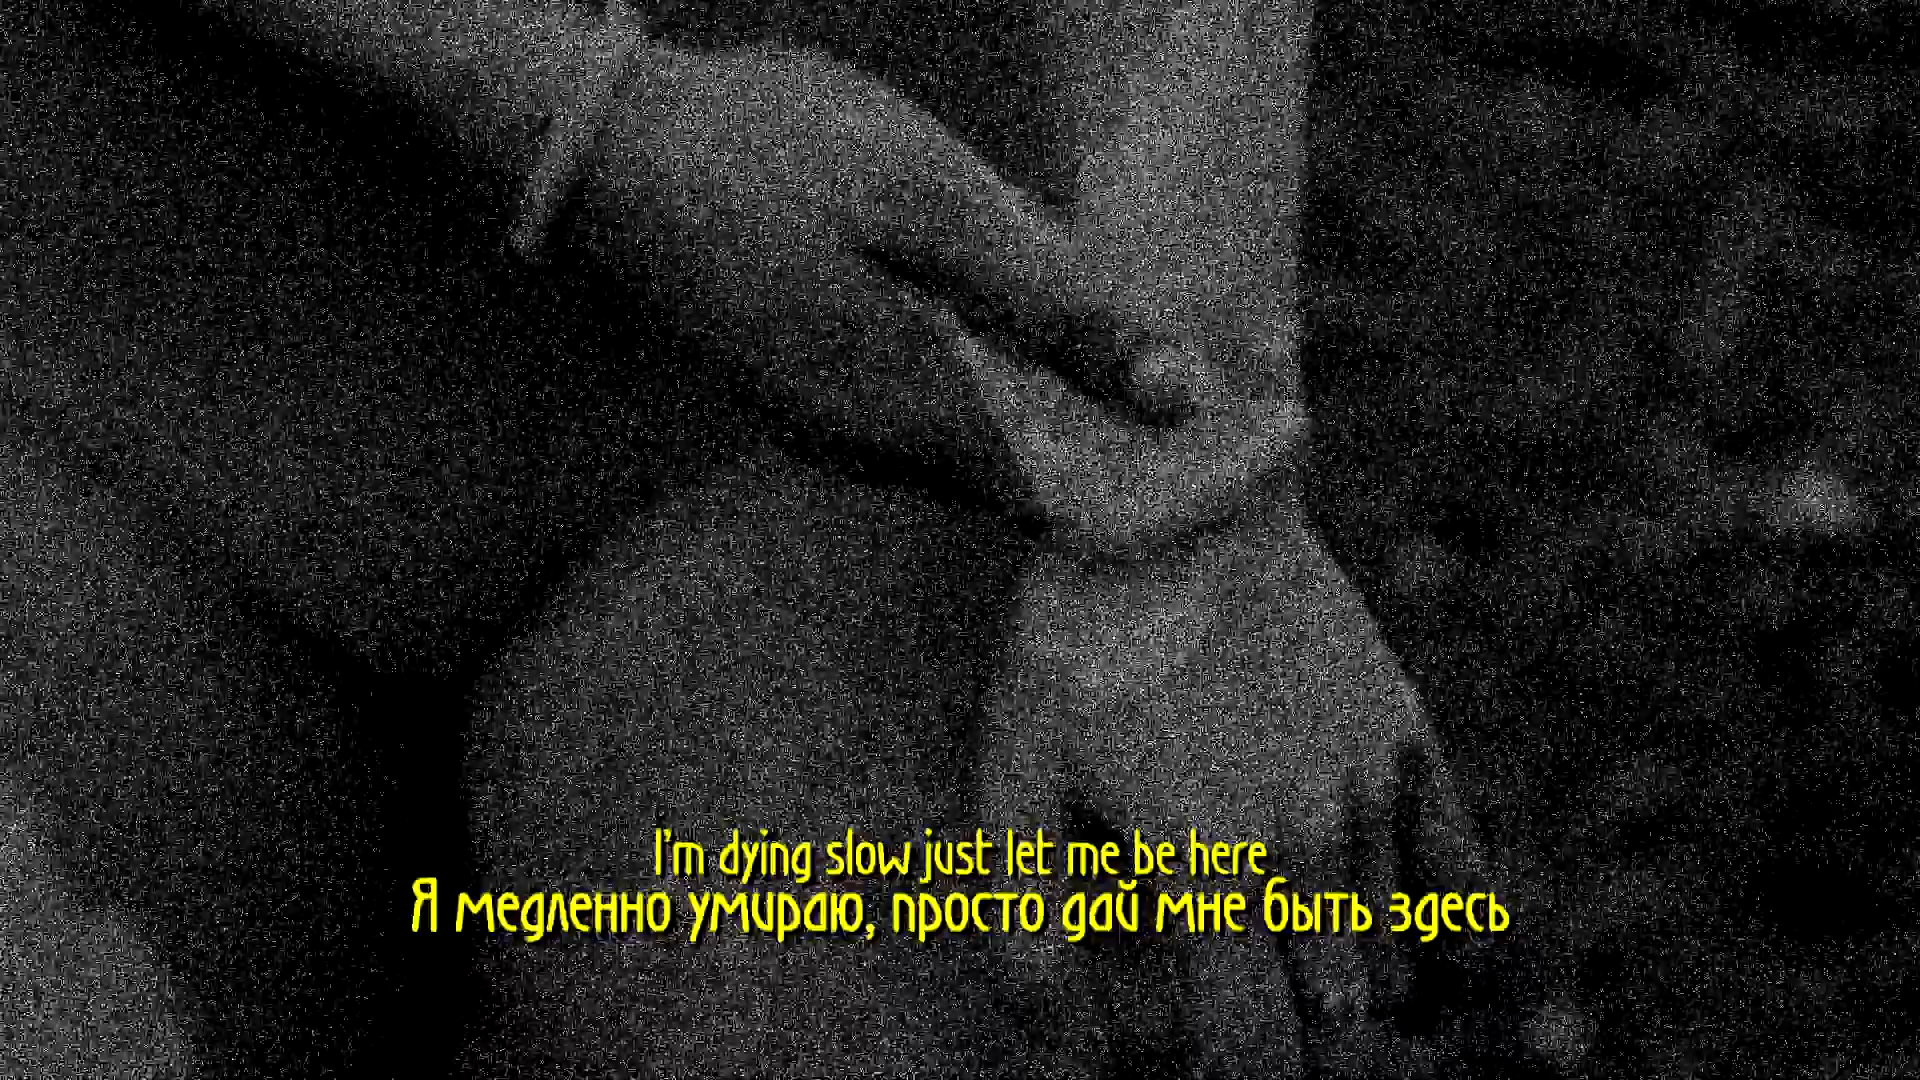 I'm dying slow just let me be here
Я медленно умираю, просто дай мне быть здесь